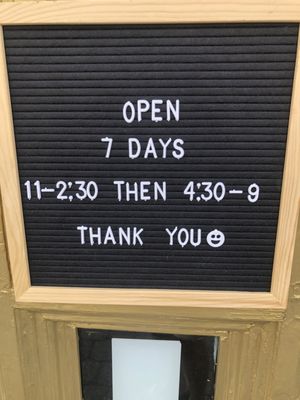 OPEN
7 DAYS
11-2:30 THEN 4:30-9
THANK YOU